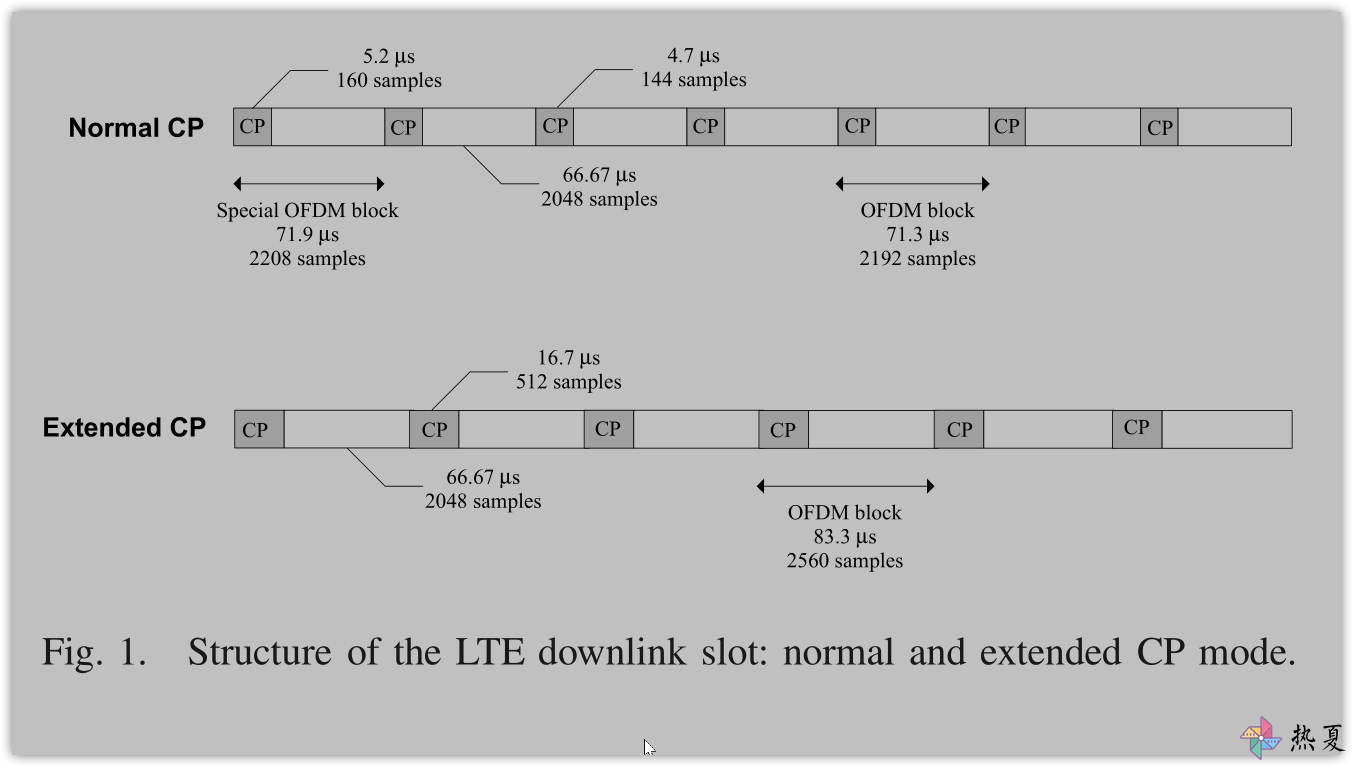 5.2 μs
160 samples
4.7 μs
144 samples
Normal CP
CP
CP
CP
CP
CP
CP
CP
66.67 μs
2048 samples
Special OFDM block
71.9 μs
2208 samples
OFDM block
71.3 μs
2192 samples
16.7 μs
512 samples
Extended CP
CP
CP
CP
CP
CP
CP
66.67 μs
2048 samples
OFDM block
83.3 μs
2560 samples
Fig. 1. Structure of the LTE downlink slot: normal and extended CP mode.
热夏